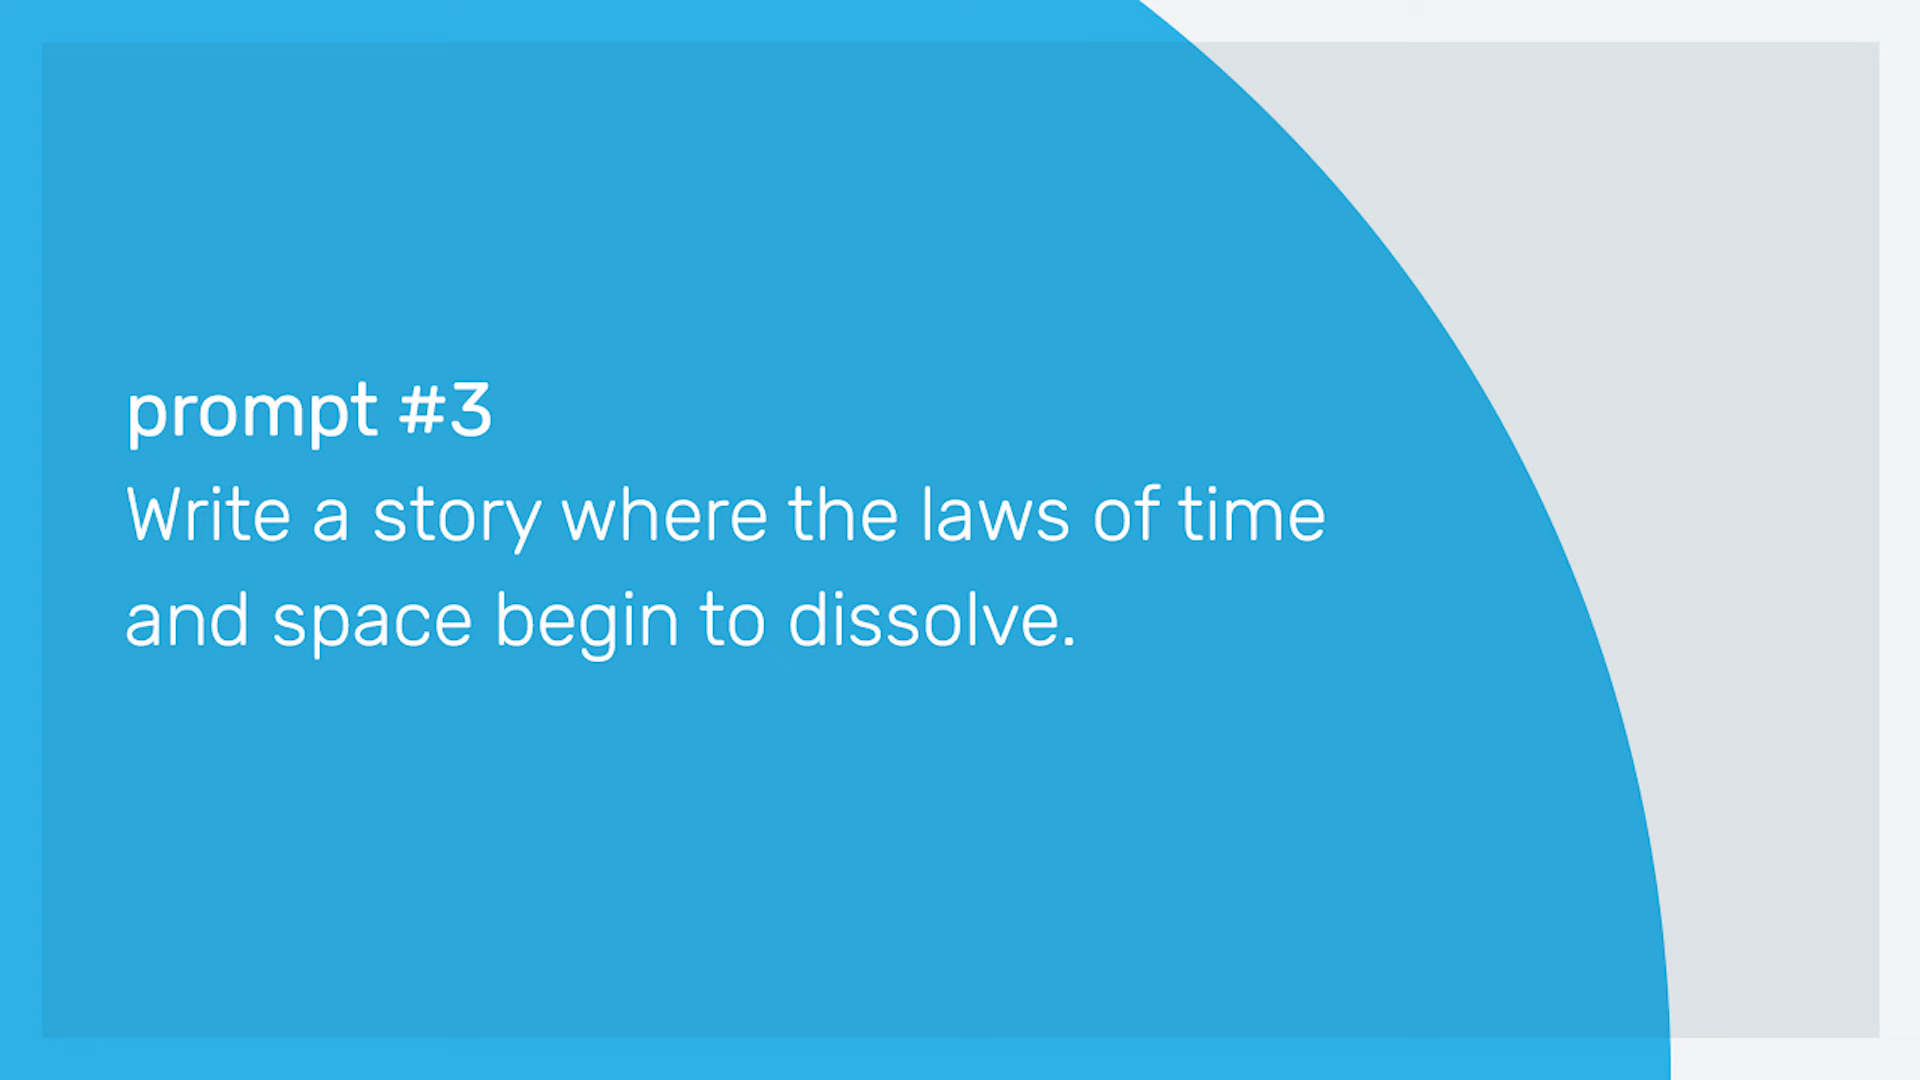 prompt #3
Write a story where the laws of time
and space begin to dissolve.